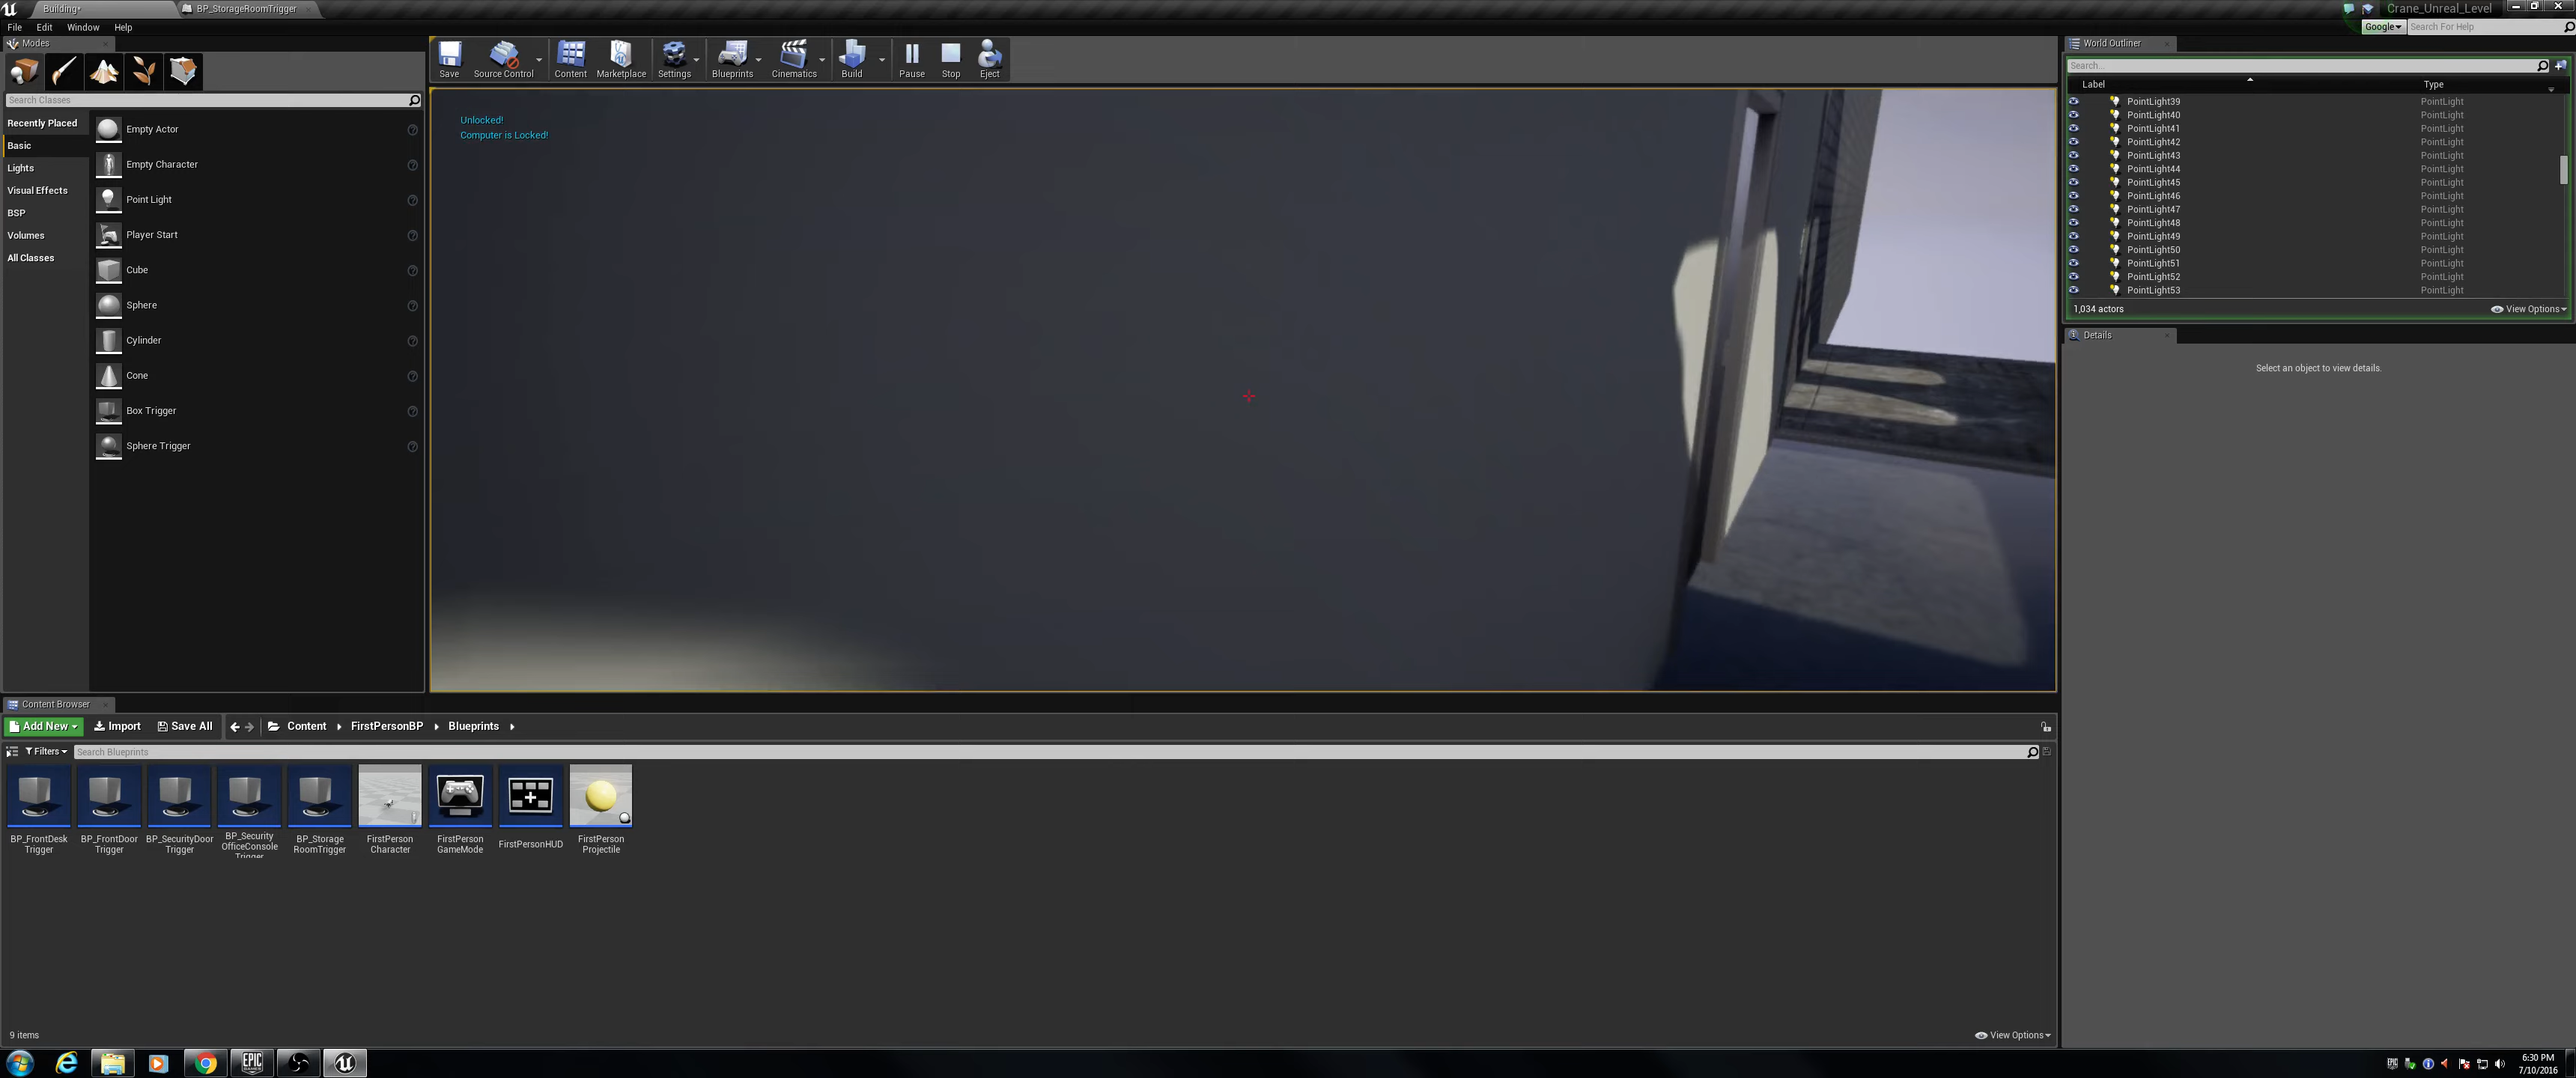 Building*
BP_StorageRoomTrigger
Crane_Unreal_Level
File Edit Window Help
Google
Search For Help
Modes
Search Classes
Recently Placed
Basic
Lights
Visual Effects
BSP
Volumes
All Classes
Empty Actor
Empty Character
Point Light
Player Start
Cube
Sphere
Cylinder
Cone
Box Trigger
Sphere Trigger
Save
Source Control
Content
Marketplace
Settings
Blueprints
Cinematics
Build
Pause
Stop
Eject
Unlocked!
Computer is Locked!
World Outliner
Search...
Label Type
PointLight39 PointLight
PointLight40 PointLight
PointLight41 PointLight
PointLight42 PointLight
PointLight43 PointLight
PointLight44 PointLight
PointLight45 PointLight
PointLight46 PointLight
PointLight47 PointLight
PointLight48 PointLight
PointLight49 PointLight
PointLight50 PointLight
PointLight51 PointLight
PointLight52 PointLight
PointLight53 PointLight
1,034 actors
View Options
Details
Select an object to view details.
Content Browser
Add New Import Save All Content FirstPersonBP Blueprints
Filters
Search Blueprints
BP_FrontDesk
Trigger
BP_FrontDoor
Trigger
BP_SecurityDoor
Trigger
BP_Security
OfficeConsole
Trigger
BP_Storage
RoomTrigger
FirstPerson
Character
FirstPerson
GameMode
FirstPersonHUD
FirstPerson
Projectile
9 items
View Options
EPIC
GAMES
6:30 PM
7/10/2016